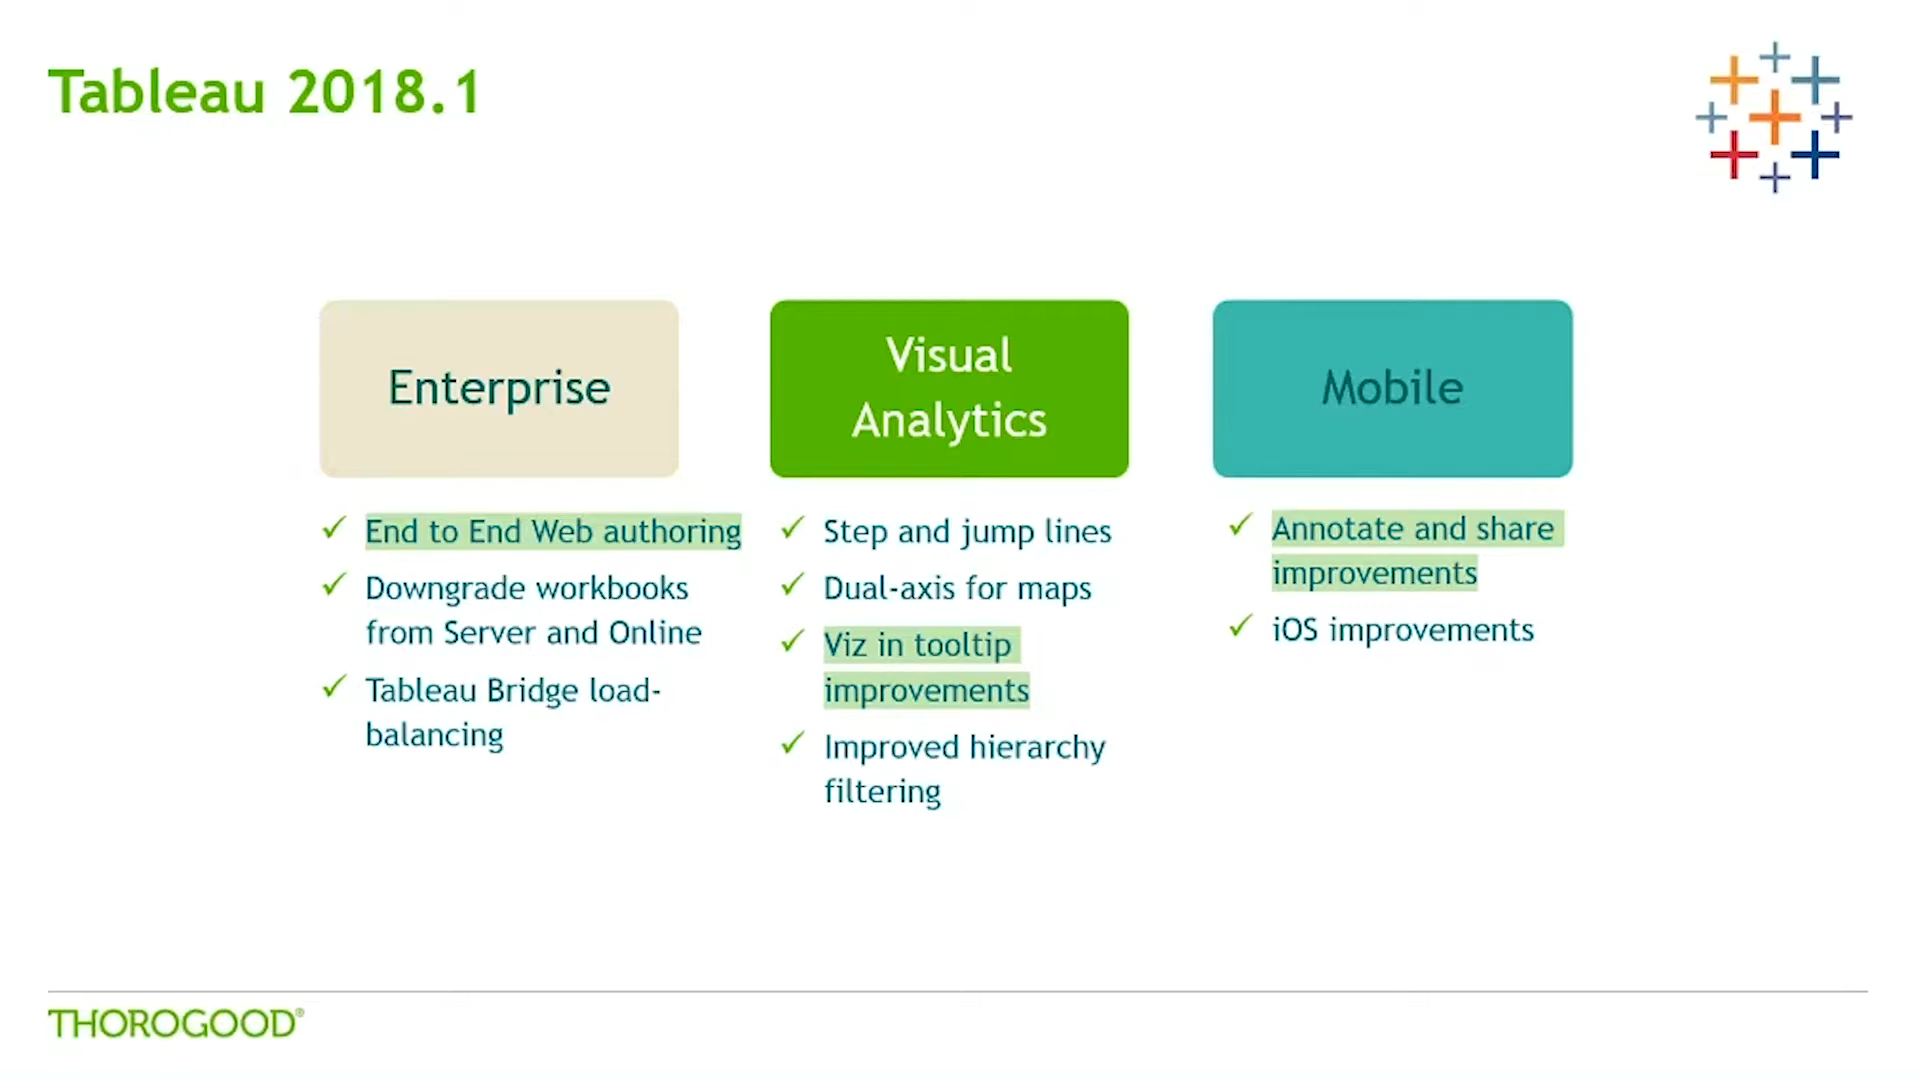 Tableau 2018.1
Enterprise
End to End Web authoring
Downgrade workbooks
from Server and Online
Tableau Bridge load-
balancing
Visual
Analytics
Step and jump lines
Dual-axis for maps
Viz in tooltip
improvements
Improved hierarchy
filtering
Mobile
Annotate and share
improvements
iOS improvements
THOROGOOD®